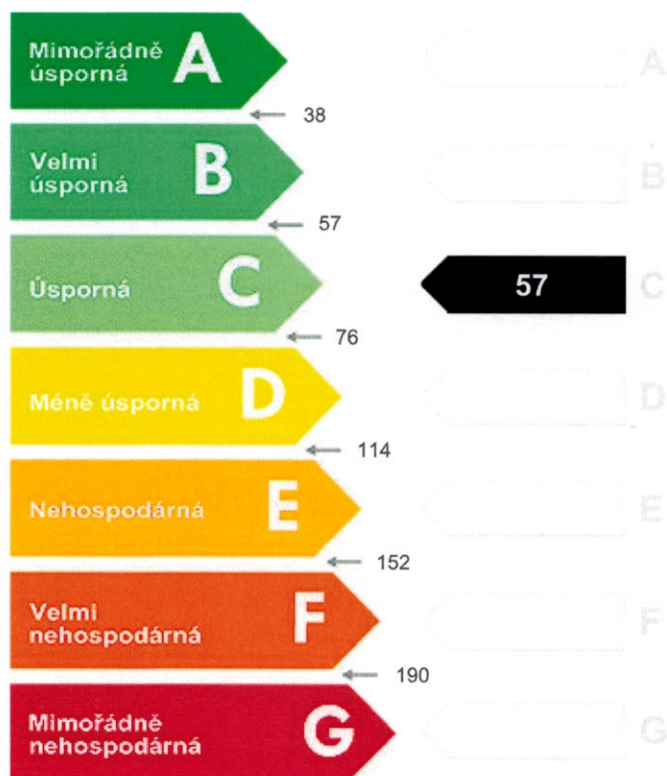 Mimořádně
úsporná
A
A
38
Velmi
úsporná
B
B
57
Úsporná
C
57
C
76
Méně úsporná
D
D
114
Nehospodárná
E
E
152
Velmi
nehospodárná
F
F
190
Mimořádně
nehospodárná
G
G